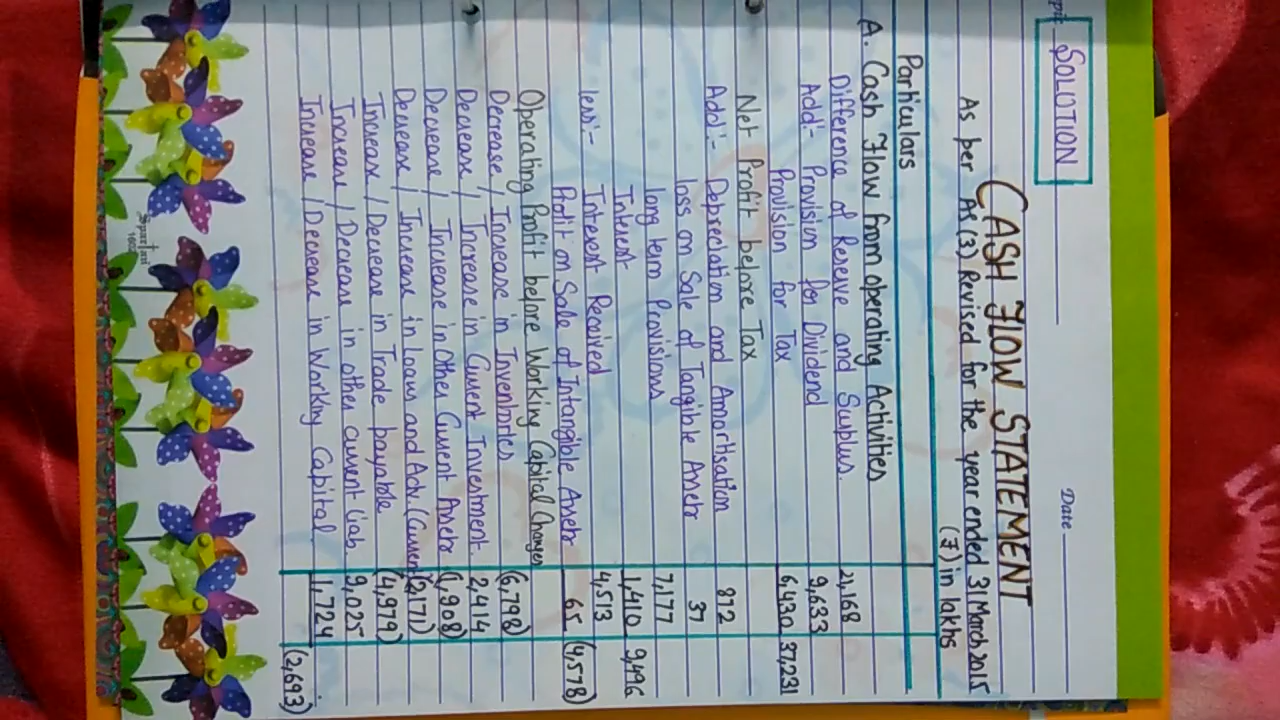 SOLUTION
Date
CASH FLOW STATEMENT
As per AS (3) Revised for the year ended 31 March 2015
(₹) in lakhs
Particulars
A. Cash Flow from operating Activities
Difference of Reserve and Surplus. 21,168
Add:- Provision for Dividend 9,633
Provision for Tax 6,430 37,231
Net Profit before Tax
Add:- Depreciation and Amortisation 872
loss on Sale of Tangible Assets 37
long term Provisions 7,177
Interest 1,410 9,496
less:- Interest Received 4,513
Profit on Sale of Intangible Assets 65 (4,578)
Operating Profit before Working Capital Changes
Decrease / Increase in Inventories (6,798)
Decrease / Increase in Current Investment. 2,414
Decrease / Increase in Other Current Assets (1,908)
Decrease / Increase in Loans and Adv. (Current) (2,171)
Increase / Decrease in Trade payable (4,979)
Increase / Decrease in other current liab. 9,025
Increase / Decrease in Working Capital. 1,724
(2,693)